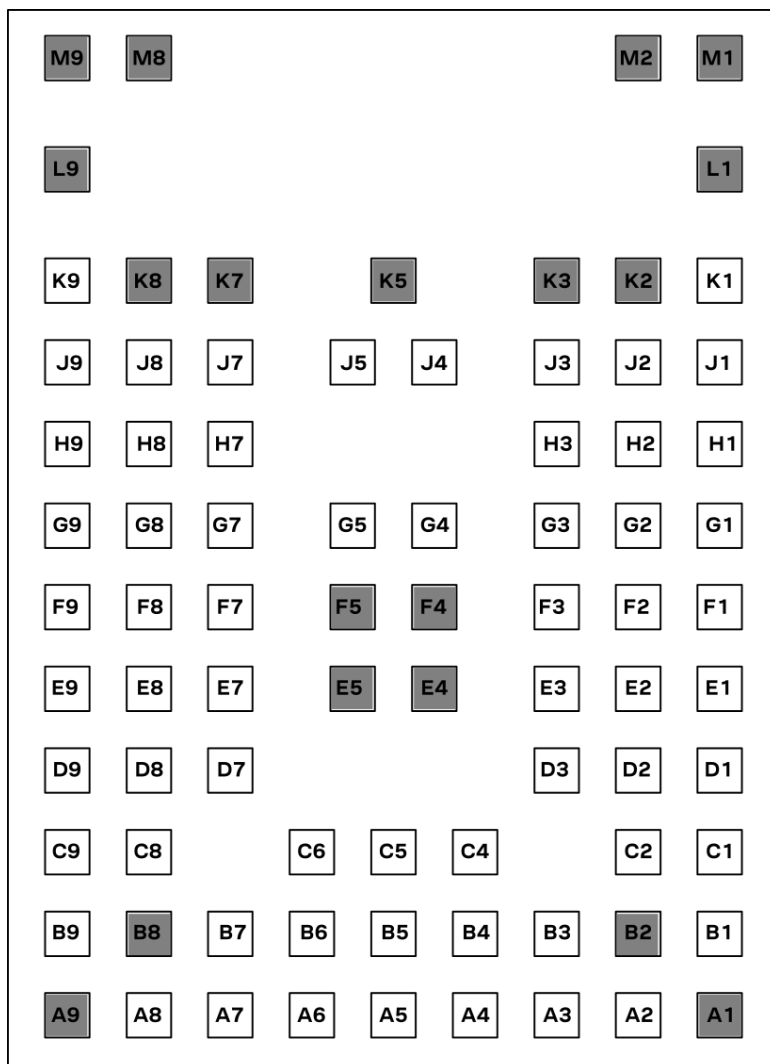 M9 M8 M2 M1
L9 L1
K9 K8 K7 K5 K3 K2 K1
J9 J8 J7 J5 J4 J3 J2 J1
H9 H8 H7 H3 H2 H1
G9 G8 G7 G5 G4 G3 G2 G1
F9 F8 F7 F5 F4 F3 F2 F1
E9 E8 E7 E5 E4 E3 E2 E1
D9 D8 D7 D3 D2 D1
C9 C8 C6 C5 C4 C2 C1
B9 B8 B7 B6 B5 B4 B3 B2 B1
A9 A8 A7 A6 A5 A4 A3 A2 A1